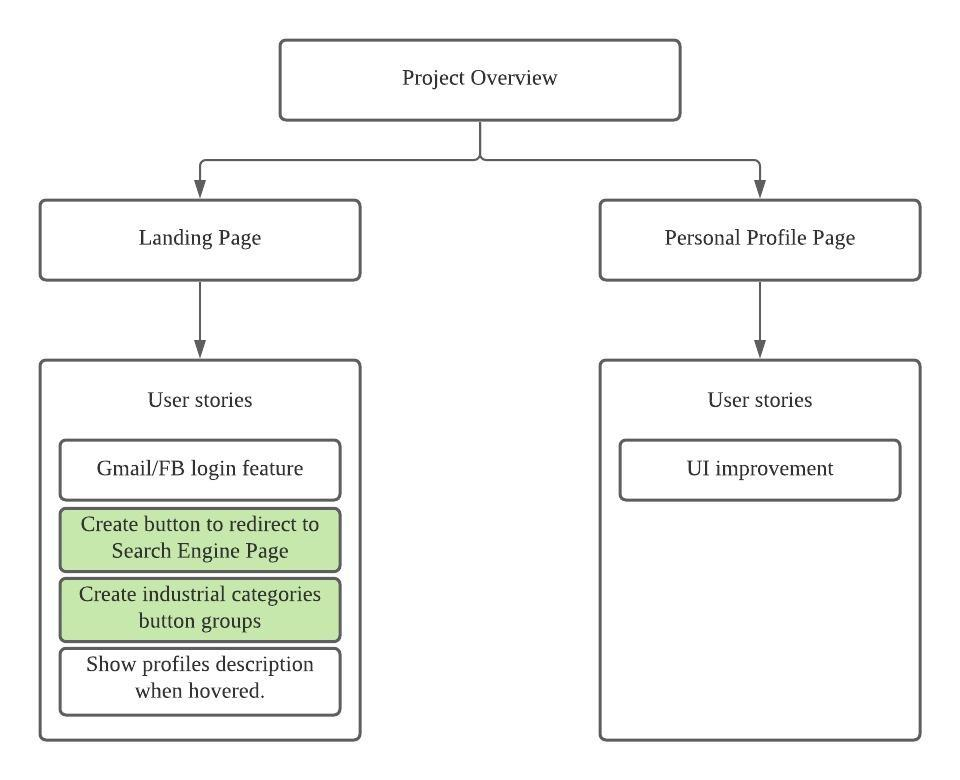 Project Overview
Landing Page
Personal Profile Page
User stories
Gmail/FB login feature
Create button to redirect to
Search Engine Page
Create industrial categories
button groups
Show profiles description
when hovered.
User stories
UI improvement